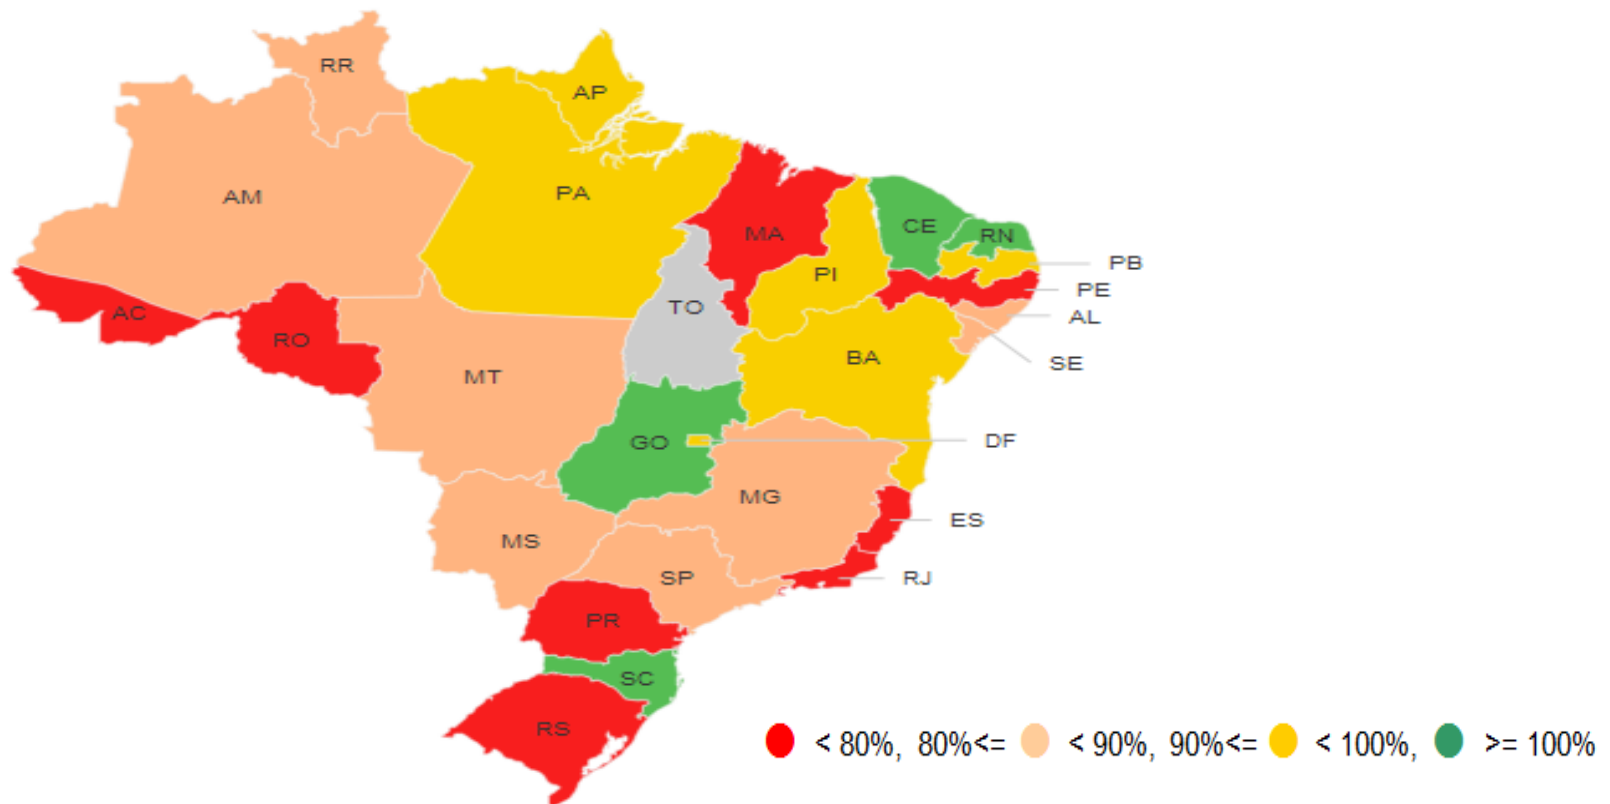 RR
AP
AM
PA
MA
CE
RN
PB
PI
PE
AC
TO
AL
RO
BA
SE
MT
GO
DF
MG
ES
MS
SP
RJ
PR
SC
RS
< 80%, 80%<= < 90%, 90%<= < 100%, >= 100%